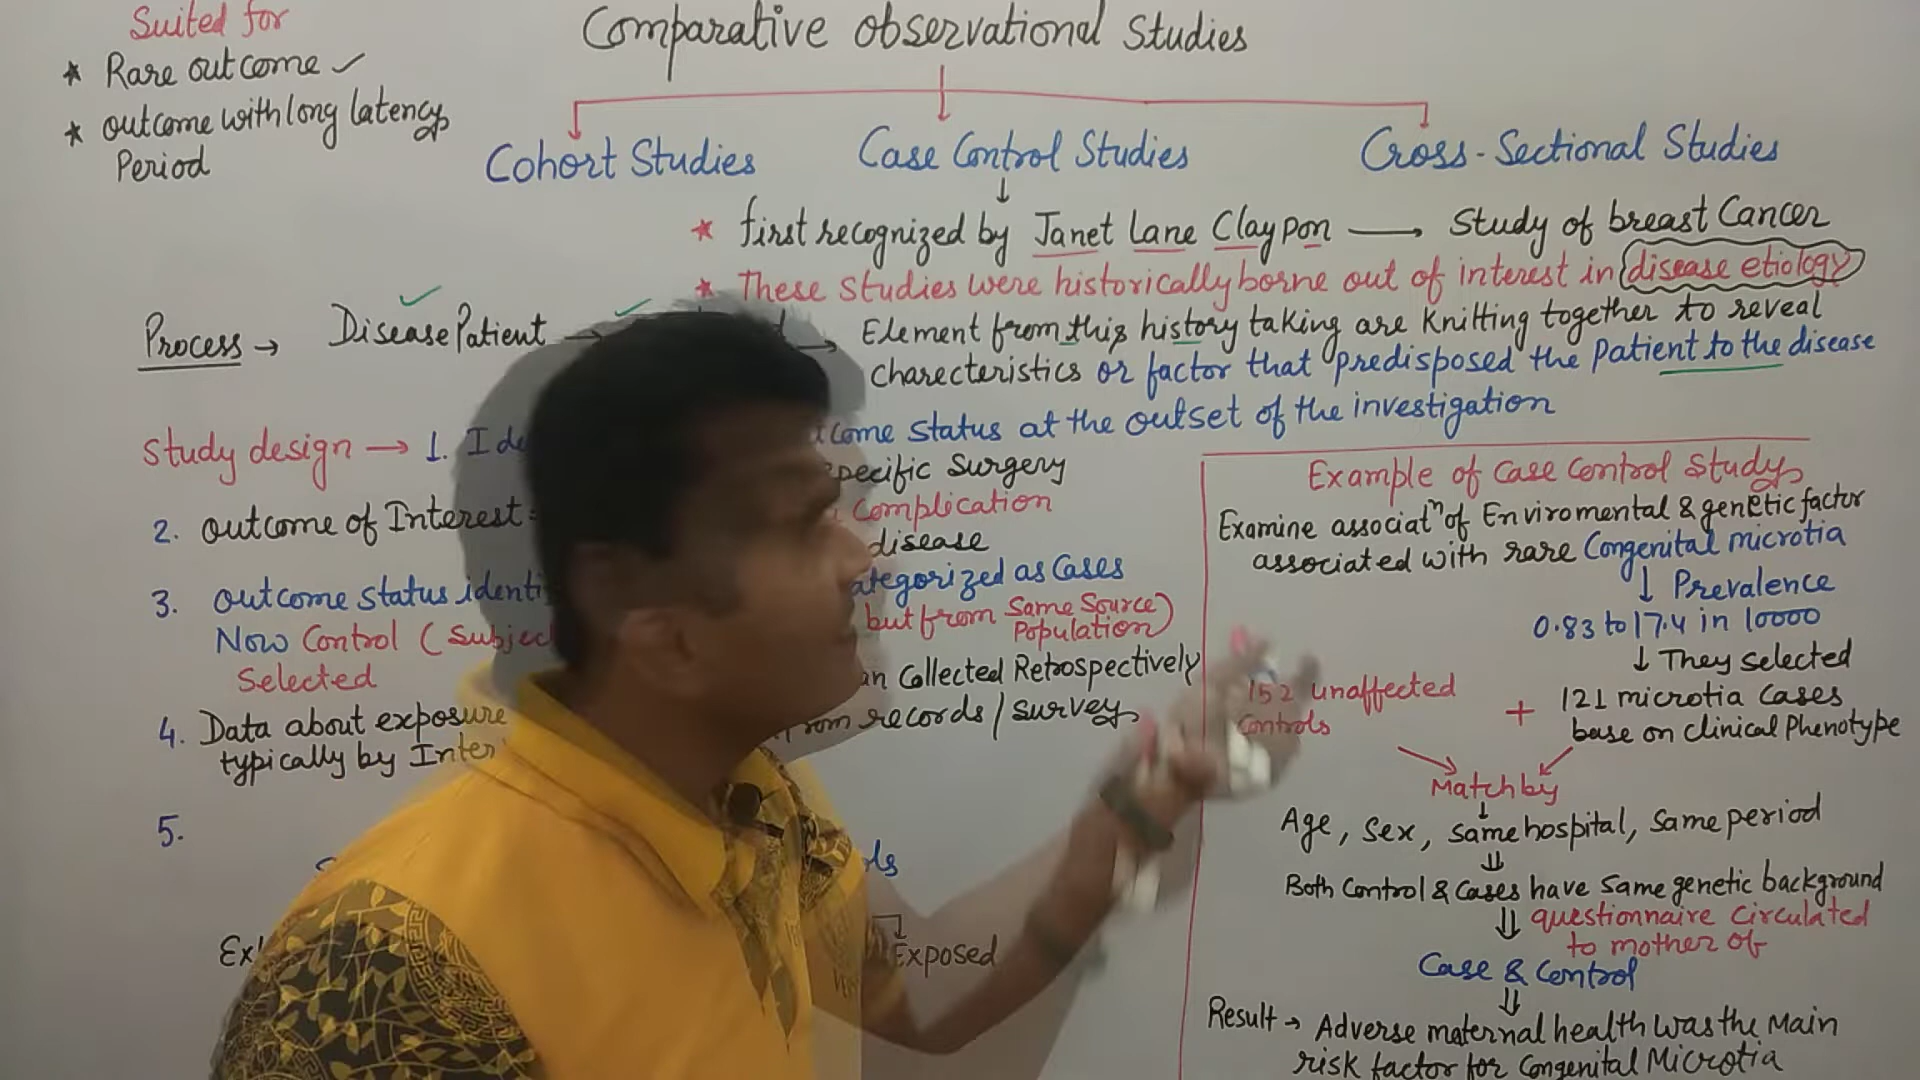 Suited for
* Rare outcome ✓
* outcome with long latency
Period
Comparative Observational Studies
Cohort Studies
Case Control Studies
Cross-Sectional Studies
* first recognized by Janet Lane Claypon → Study of breast Cancer
* These Studies were historically borne out of interest in disease etiology
Process → Disease Patient →
→ Element from this history taking are Knitting together to reveal
charecteristics or factor that predisposed the patient to the disease
Study design → 1. I de
come Status at the outset of the investigation
pecific Surgery
2. outcome of Interest
Complication
disease
3. outcome status identi
ategorized as Cases
Now Control (Subjec
but from Same Source
Population)
Selected
4. Data about exposure
an Collected Retrospectively
typically by Inter
rom records/survey
5.
ols
Ex
Exposed
Example of Case Control Study
Examine associatⁿ of Enviromental & genetic factor
associated with rare Congenital microtia
↓ Prevalence
0.83 to 17.4 in 10000
↓ They selected
152 unaffected
Controls
+
121 microtia Cases
base on clinical Phenotype
Match by
↓
Age, Sex, same hospital, Same period
⇓
Both Control & Cases have Same genetic background
⇓ questionnaire Circulated
to mother of
Case & Control
⇓
Result → Adverse maternal health was the Main
risk factor for Congenital Microtia